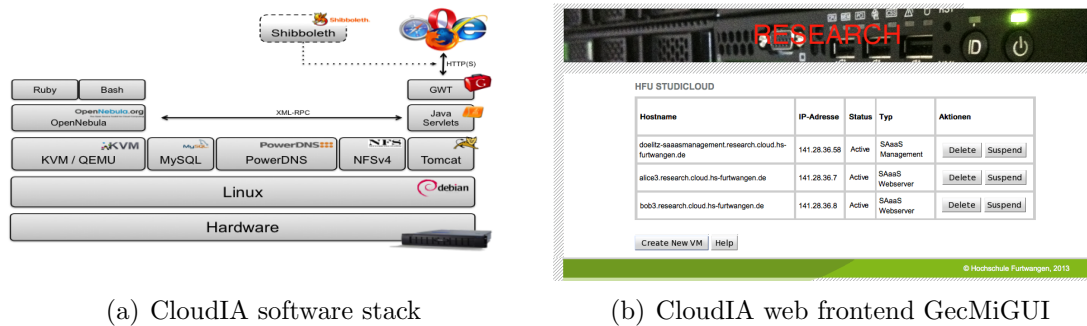 Shibboleth
Shibboleth
HTTP(S)
Ruby
Bash
GWT
OpenNebula.org
OpenNebula
XML-RPC
Java
Servlets
KVM
KVM / QEMU
MySQL
MySQL
PowerDNS
PowerDNS
NFS
NFSv4
Tomcat
Linux
debian
Hardware
(a) CloudIA software stack
RESEARCH
ID
HFU STUDICLOUD
Hostname IP-Adresse Status Typ Aktionen
doelitz-saaasmanagement.research.cloud.hs-
furtwangen.de 141.28.36.58 Active SAaaS
Management Delete Suspend
alice3.research.cloud.hs-furtwangen.de 141.28.36.7 Active SAaaS
Webserver Delete Suspend
bob3.research.cloud.hs-furtwangen.de 141.28.36.8 Active SAaaS
Webserver Delete Suspend
Create New VM Help
© Hochschule Furtwangen, 2013
(b) CloudIA web frontend GecMiGUI